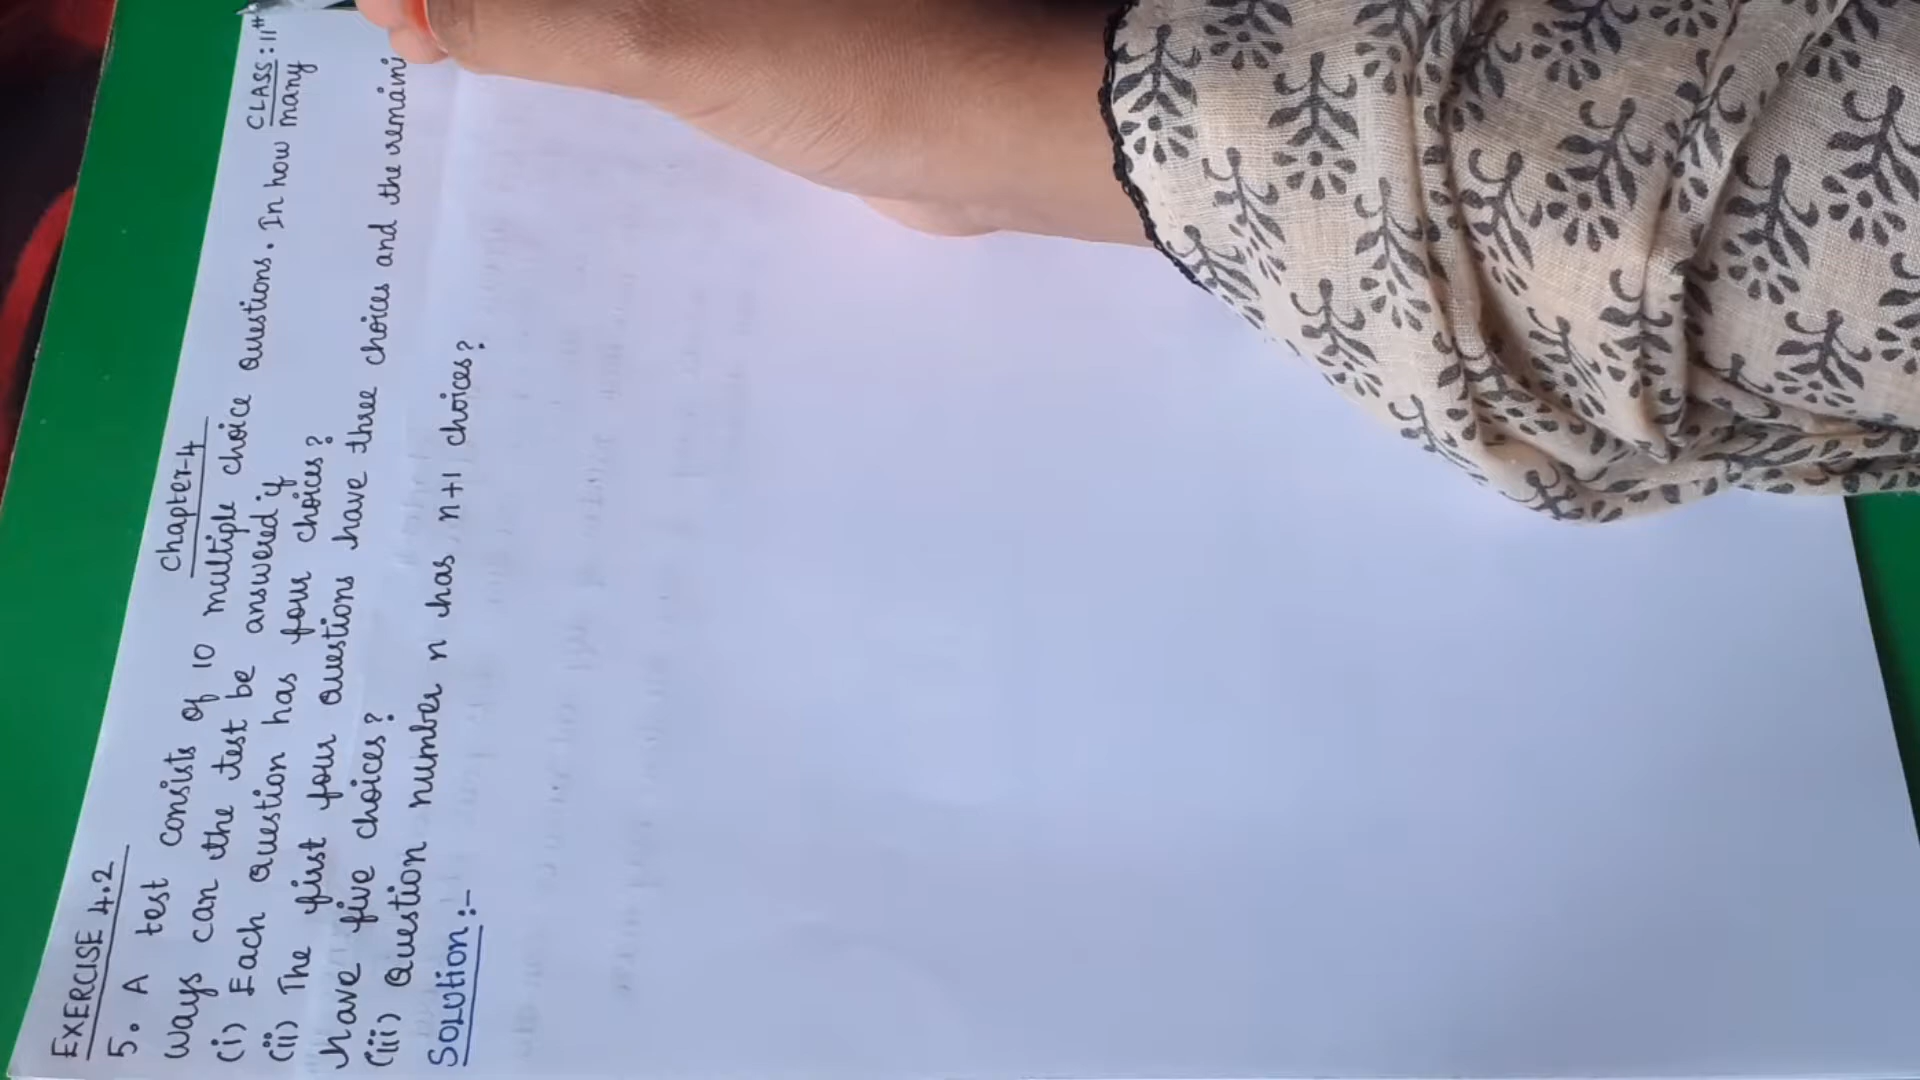 EXERCISE 4.2 Chapter-4 CLASS:11th
5. A test consists of 10 multiple choice questions. In how many
ways can the test be answered if
(i) Each question has four choices?
(ii) The first four questions have three choices and the remaini
have five choices?
(iii) Question number n has n+1 choices?
Solution:-